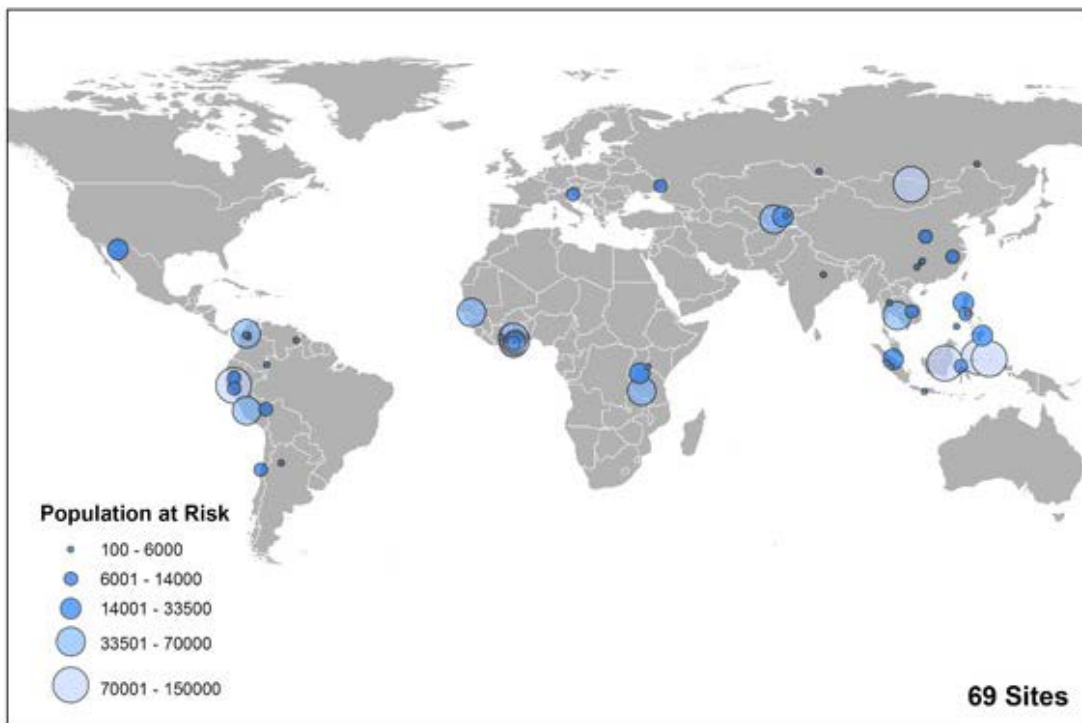 Population at Risk
100 - 6000
6001 - 14000
14001 - 33500
33501 - 70000
70001 - 150000
69 Sites